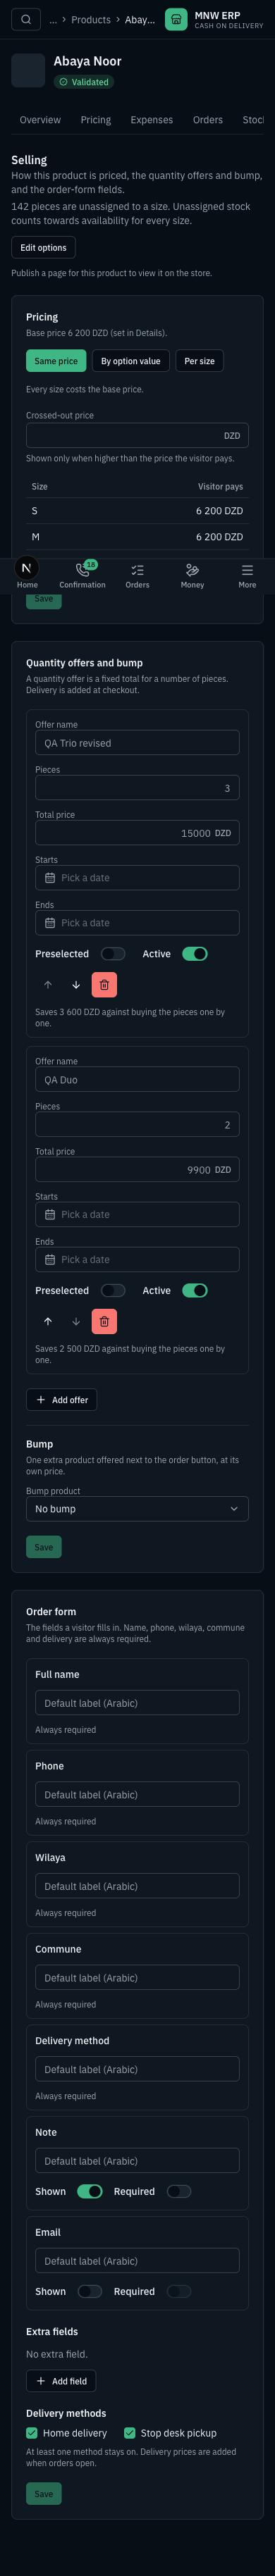 ... > Products > Abay...
MNW ERP
CASH ON DELIVERY
Abaya Noor
Validated
Overview Pricing Expenses Orders
Selling
How this product is priced, the quantity offers and bump,
and the order-form fields.
142 pieces are unassigned to a size. Unassigned stock
counts towards availability for every size.
Edit options
Publish a page for this product to view it on the store.
Pricing
Base price 6 200 DZD (set in Details).
Same price By option value Per size
Every size costs the base price.
Crossed-out price
DZD
Shown only when higher than the price the visitor pays.
Size Visitor pays
S 6 200 DZD
M 6 200 DZD
N
18
Home Confirmation Orders Money More
Save
Quantity offers and bump
A quantity offer is a fixed total for a number of pieces.
Delivery is added at checkout.
Offer name
QA Trio revised
Pieces
3
Total price
15000 DZD
Starts
Pick a date
Ends
Pick a date
Preselected Active
Saves 3 600 DZD against buying the pieces one by
one.
Offer name
QA Duo
Pieces
2
Total price
9900 DZD
Starts
Pick a date
Ends
Pick a date
Preselected Active
Saves 2 500 DZD against buying the pieces one by
one.
+ Add offer
Bump
One extra product offered next to the order button, at its
own price.
Bump product
No bump
Save
Order form
The fields a visitor fills in. Name, phone, wilaya, commune
and delivery are always required.
Full name
Default label (Arabic)
Always required
Phone
Default label (Arabic)
Always required
Wilaya
Default label (Arabic)
Always required
Commune
Default label (Arabic)
Always required
Delivery method
Default label (Arabic)
Always required
Note
Default label (Arabic)
Shown Required
Email
Default label (Arabic)
Shown Required
Extra fields
No extra field.
+ Add field
Delivery methods
Home delivery Stop desk pickup
At least one method stays on. Delivery prices are added
when orders open.
Save